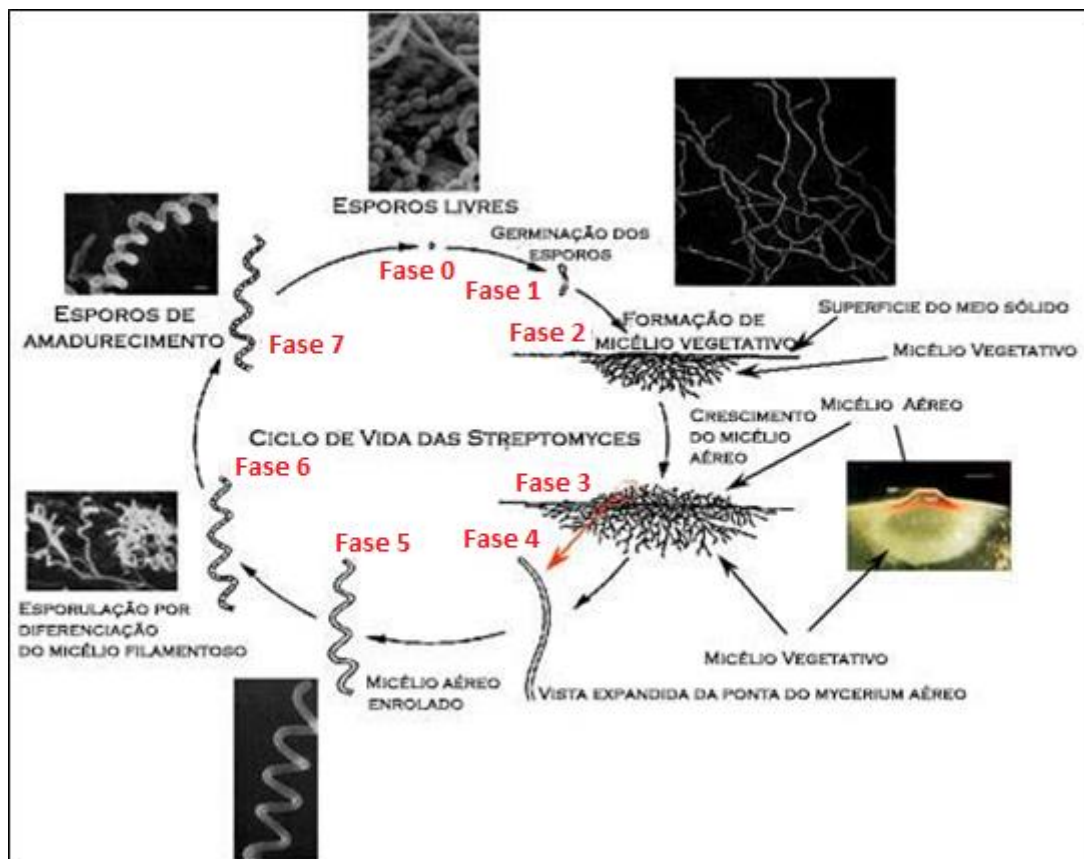 ESPOROS LIVRES
GERMINAÇÃO DOS
ESPOROS
Fase 0
Fase 1
Fase 2
FORMAÇÃO DE
MICÉLIO VEGETATIVO
SUPERFICIE DO MEIO SÓLIDO
MICÉLIO VEGETATIVO
ESPOROS DE
AMADURECIMENTO
Fase 7
CICLO DE VIDA DAS STREPTOMYCES
CRESCIMENTO
DO MICÉLIO
AÉREO
MICÉLIO AÉREO
Fase 6
Fase 3
Fase 5
Fase 4
ESPORULAÇÃO POR
DIFERENCIAÇÃO
DO MICÉLIO FILAMENTOSO
MICÉLIO AÉREO
ENROLADO
MICÉLIO VEGETATIVO
VISTA EXPANDIDA DA PONTA DO MYCERIUM AÉREO